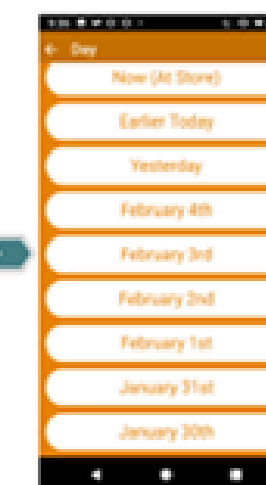 Day
Now (At Store)
Earlier Today
Yesterday
February 4th
February 3rd
February 2nd
February 1st
January 31st
January 30th